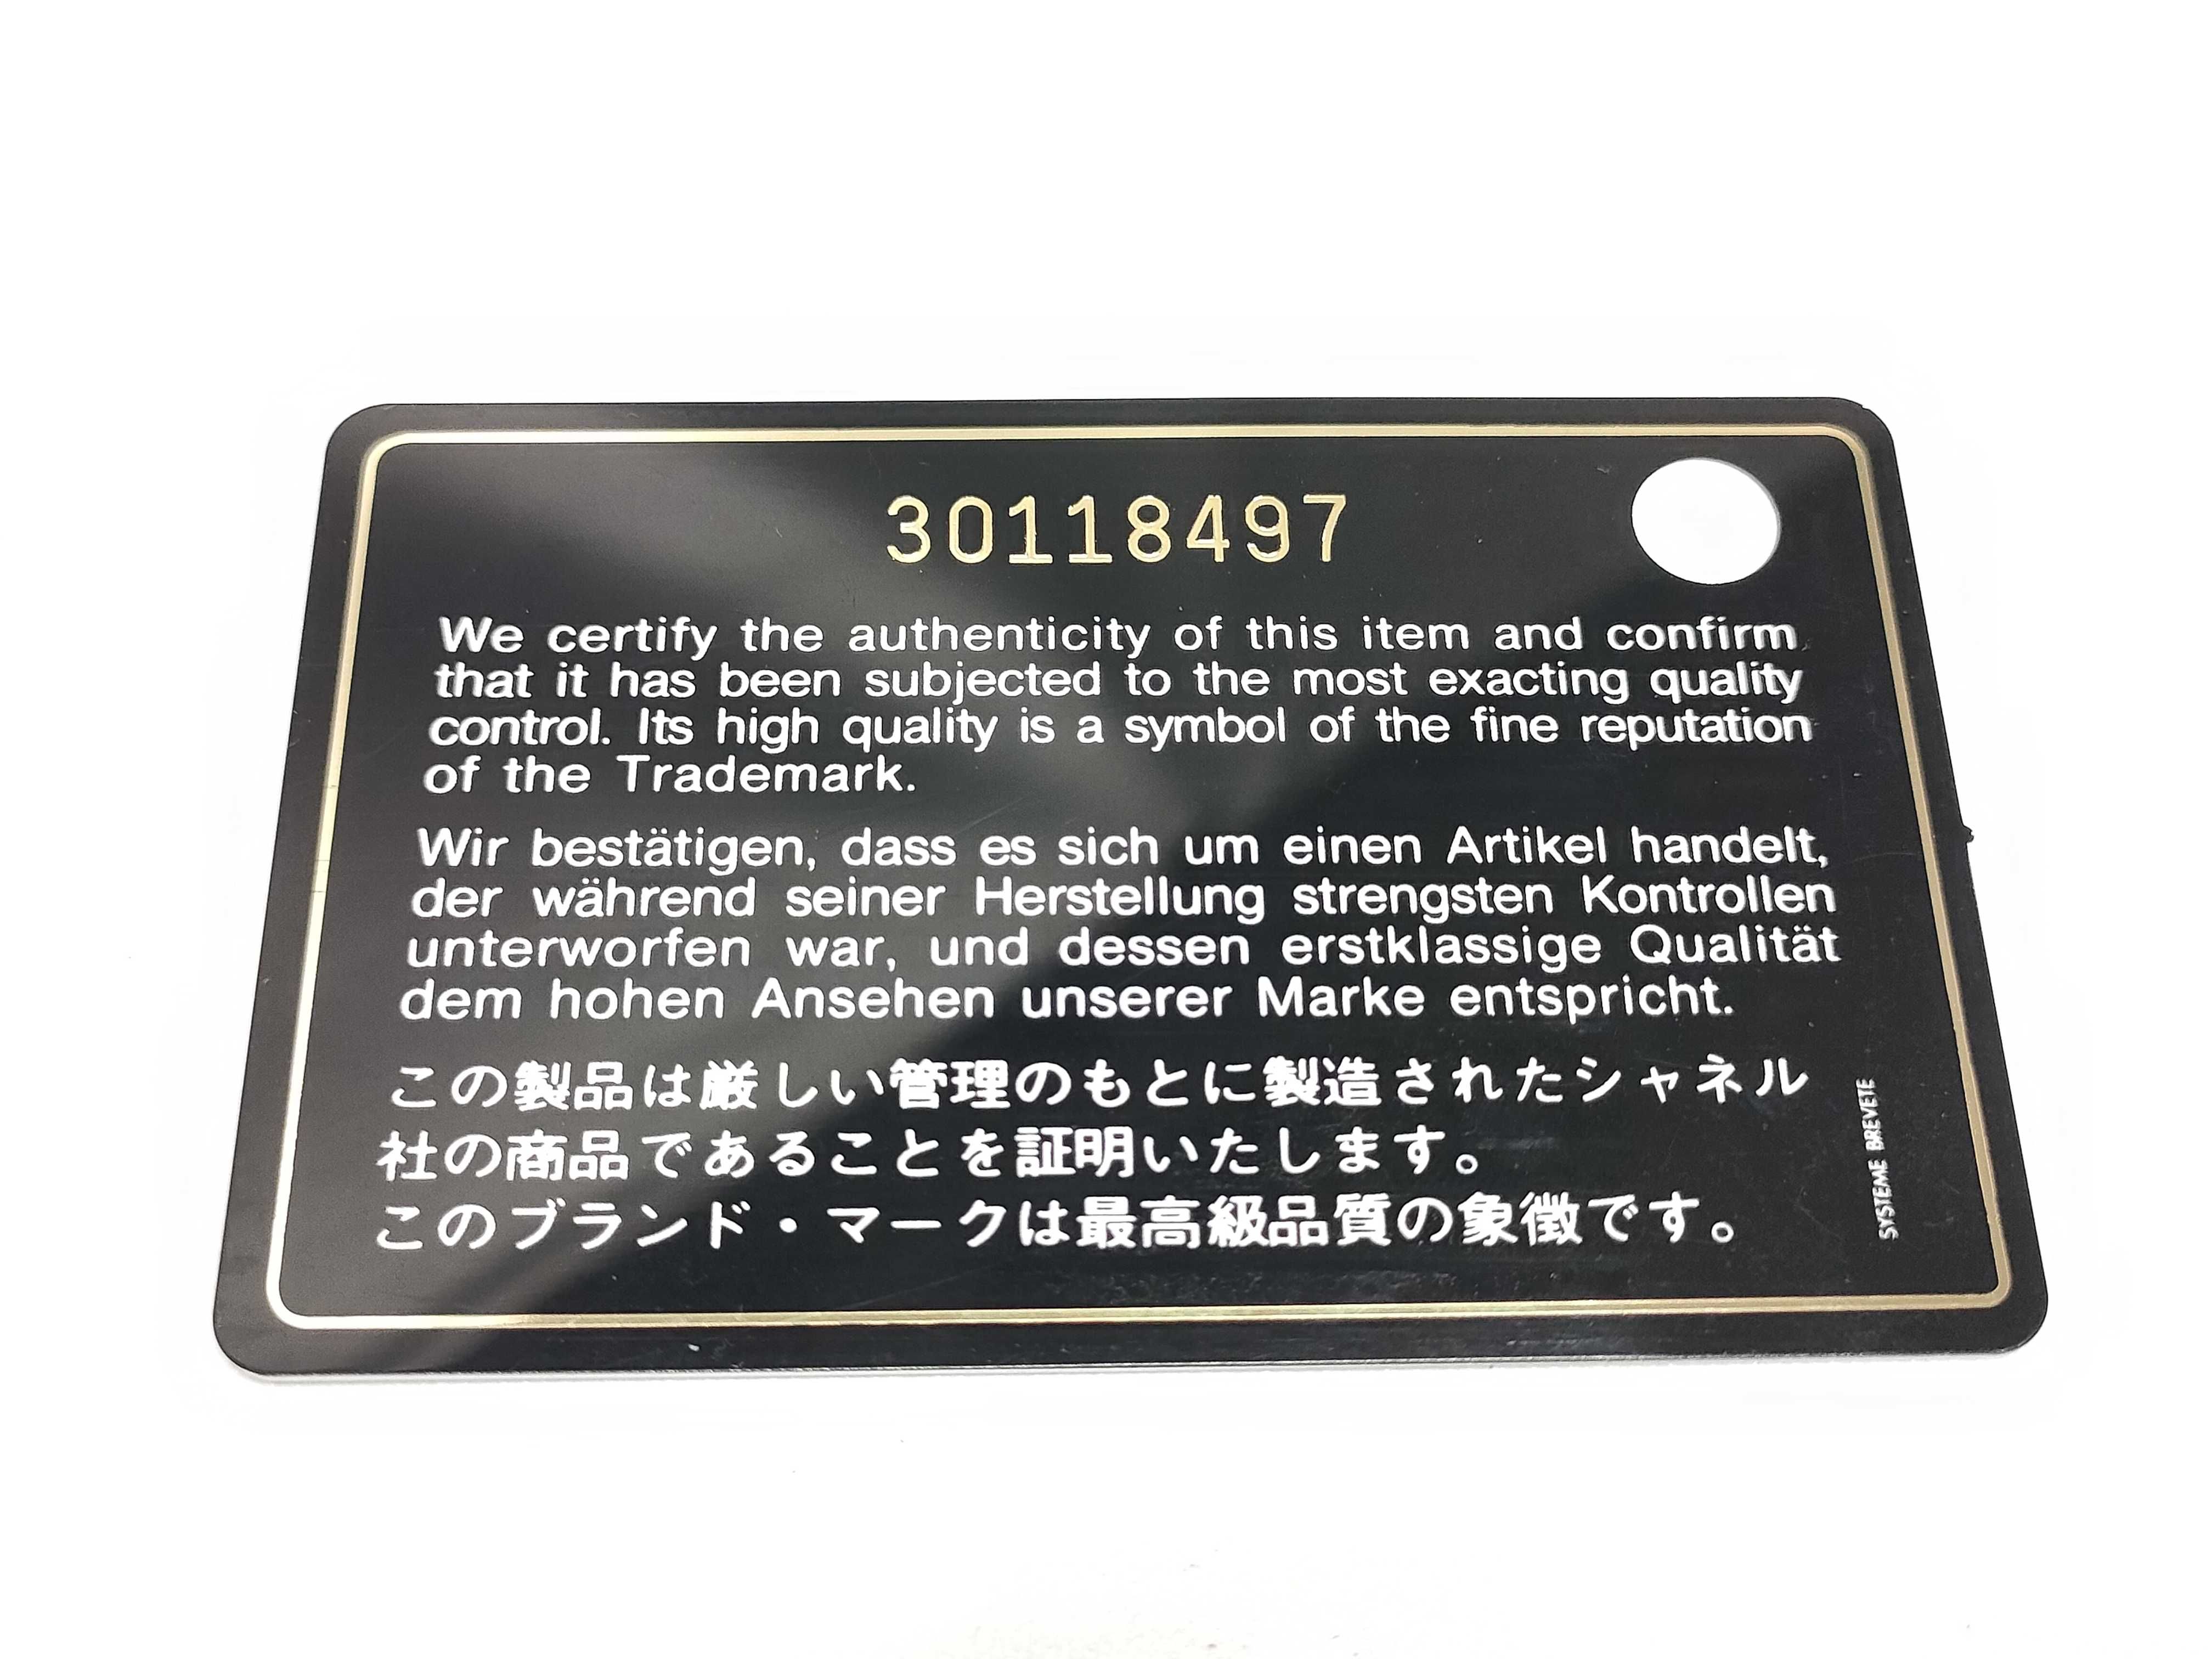 30118497
We certify the authenticity of this item and confirm
that it has been subjected to the most exacting quality
control. Its high quality is a symbol of the fine reputation
of the Trademark.
Wir bestätigen, dass es sich um einen Artikel handelt,
der während seiner Herstellung strengsten Kontrollen
unterworfen war, und dessen erstklassige Qualität
dem hohen Ansehen unserer Marke entspricht.
この製品は厳しい管理のもとに製造されたシャネル
社の商品であることを証明いたします。
このブランド・マークは最高級品質の象徴です。
SYSTEME BREVETE